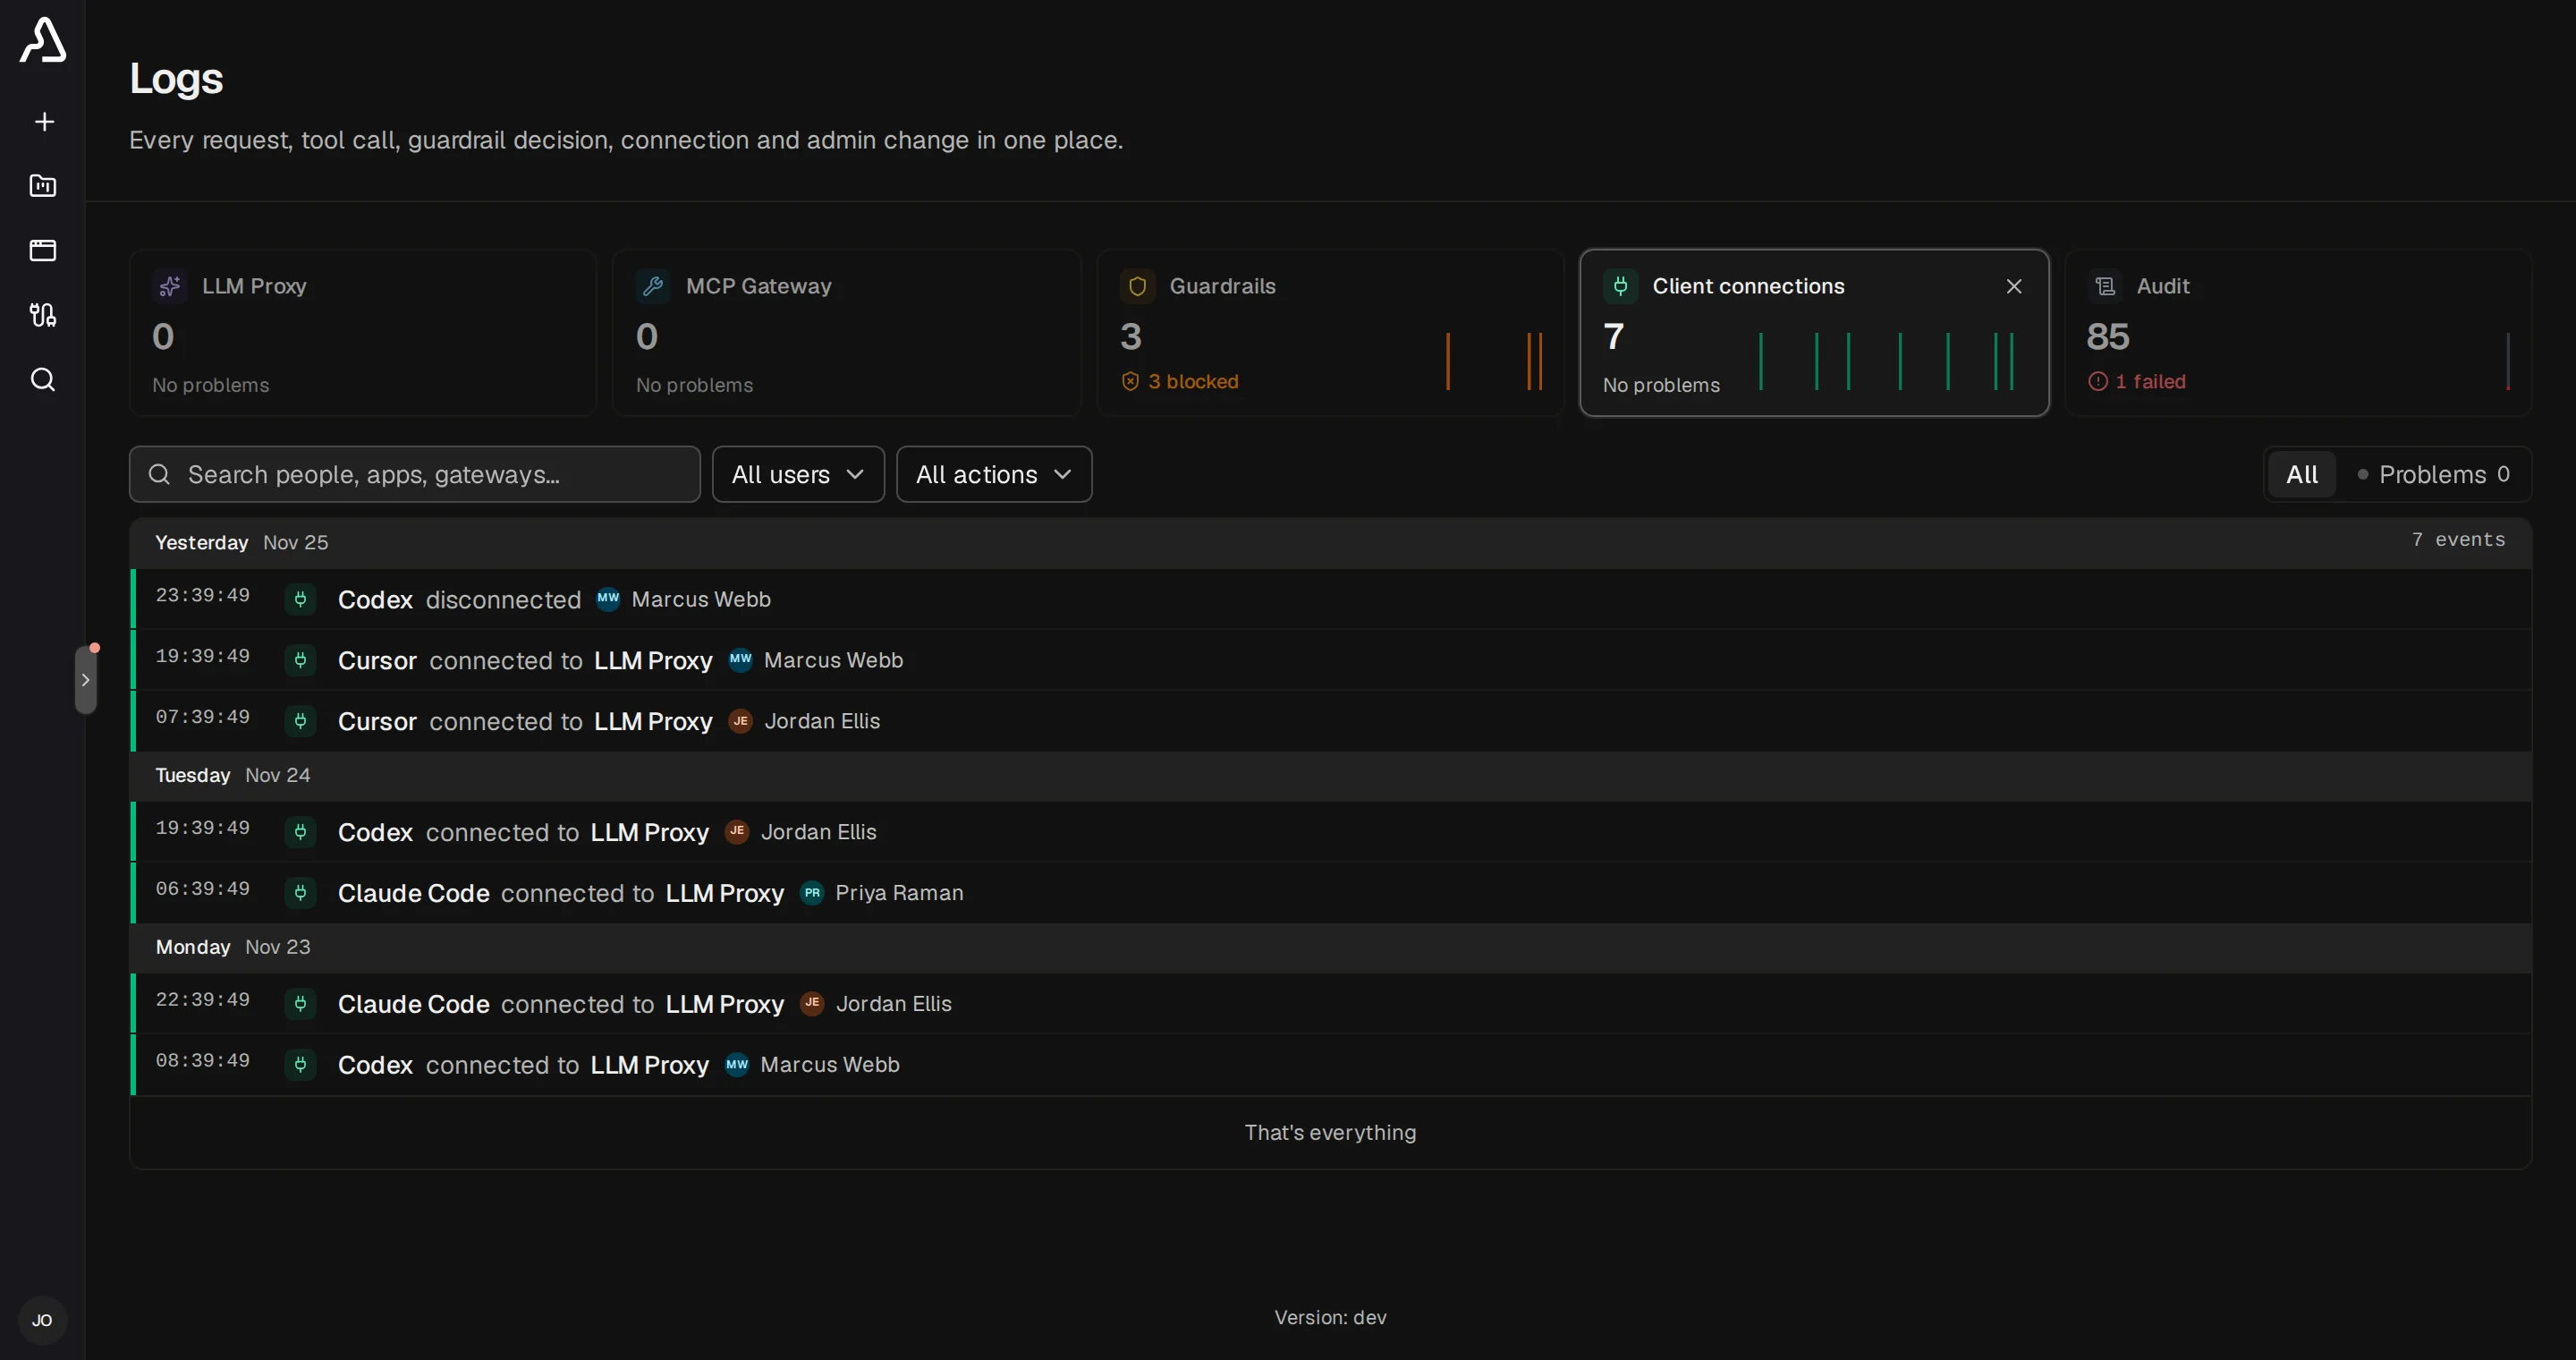 Logs
Every request, tool call, guardrail decision, connection and admin change in one place.
LLM Proxy
0
No problems
MCP Gateway
0
No problems
Guardrails
3
3 blocked
Client connections
7
No problems
Audit
85
1 failed
Search people, apps, gateways...
All users
All actions
All
Problems 0
Yesterday Nov 25
7 events
23:39:49 Codex disconnected MW Marcus Webb
19:39:49 Cursor connected to LLM Proxy MW Marcus Webb
07:39:49 Cursor connected to LLM Proxy JE Jordan Ellis
Tuesday Nov 24
19:39:49 Codex connected to LLM Proxy JE Jordan Ellis
06:39:49 Claude Code connected to LLM Proxy PR Priya Raman
Monday Nov 23
22:39:49 Claude Code connected to LLM Proxy JE Jordan Ellis
08:39:49 Codex connected to LLM Proxy MW Marcus Webb
That's everything
JO
Version: dev